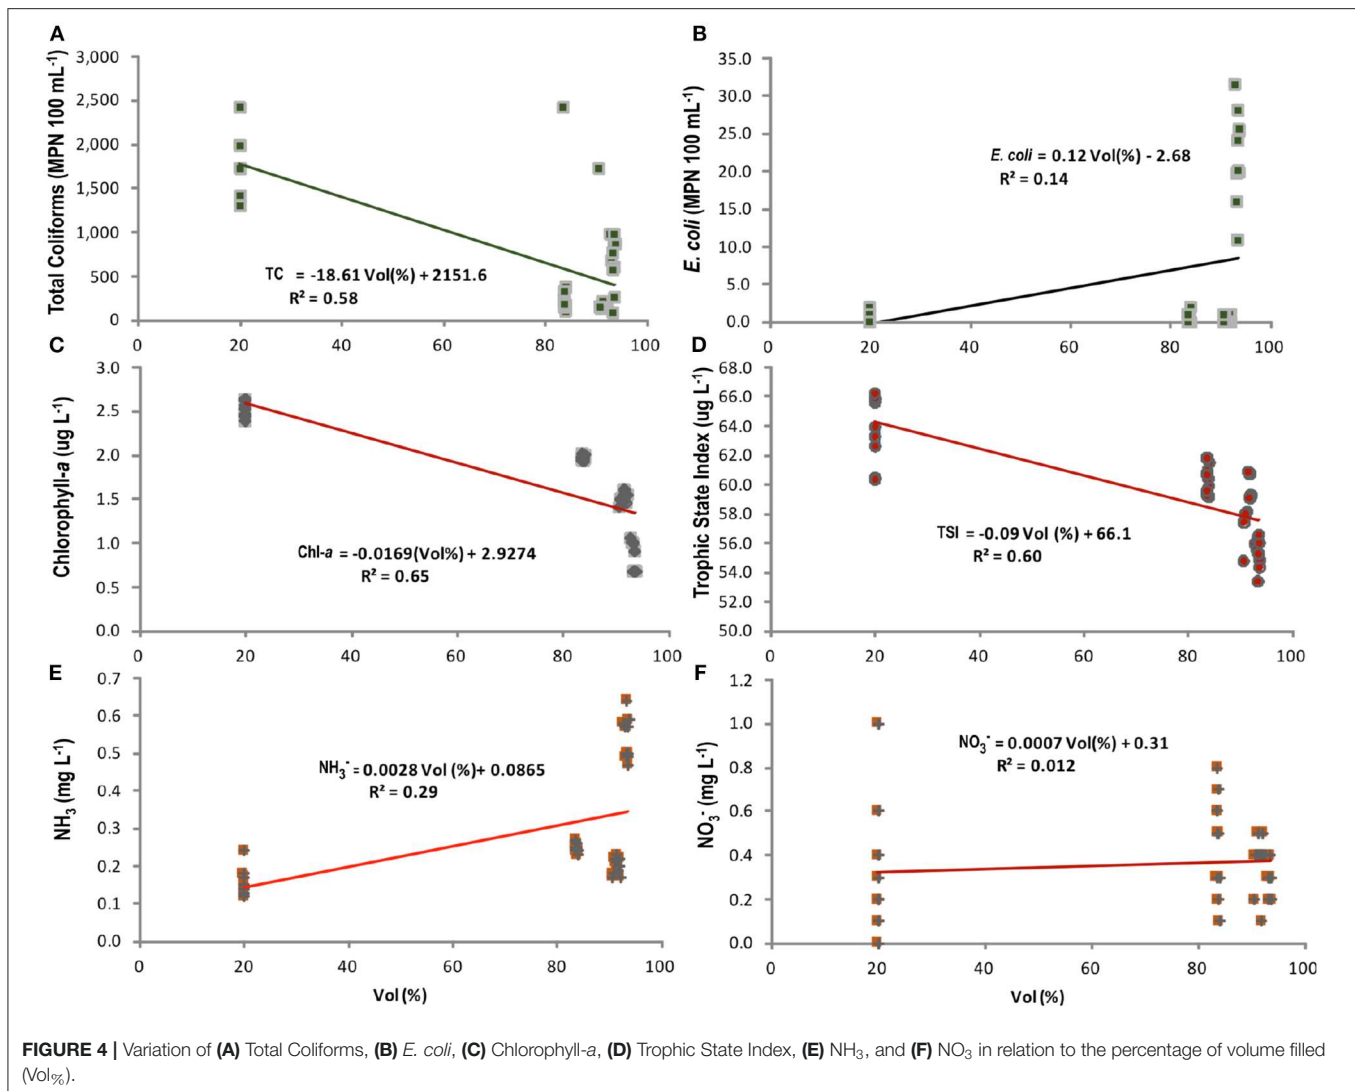 A
Total Coliforms (MPN 100 mL⁻¹)
3,000
2,500
2,000
1,500
1,000
500
0
0 20 40 60 80 100
TC = -18.61 Vol(%) + 2151.6
R² = 0.58
B
E. coli (MPN 100 mL⁻¹)
35.0
30.0
25.0
20.0
15.0
10.0
5.0
0.0
0 20 40 60 80 100
E. coli = 0.12 Vol(%) - 2.68
R² = 0.14
C
Chlorophyll-a (ug L⁻¹)
3.0
2.5
2.0
1.5
1.0
0.5
0.0
0 20 40 60 80 100
Chl-a = -0.0169(Vol%) + 2.9274
R² = 0.65
D
Trophic State Index (ug L⁻¹)
68.0
66.0
64.0
62.0
60.0
58.0
56.0
54.0
52.0
50.0
0 20 40 60 80 100
TSI = -0.09 Vol (%) + 66.1
R² = 0.60
E
NH₃ (mg L⁻¹)
0.7
0.6
0.5
0.4
0.3
0.2
0.1
0.0
0 20 40 60 80 100
Vol (%)
NH₃⁻ = 0.0028 Vol (%)+ 0.0865
R² = 0.29
F
NO₃⁻ (mg L⁻¹)
1.2
1.0
0.8
0.6
0.4
0.2
0.0
0 20 40 60 80 100
Vol (%)
NO₃⁻ = 0.0007 Vol(%) + 0.31
R² = 0.012
FIGURE 4 | Variation of (A) Total Coliforms, (B) E. coli, (C) Chlorophyll-a, (D) Trophic State Index, (E) NH₃, and (F) NO₃ in relation to the percentage of volume filled
(Vol%).